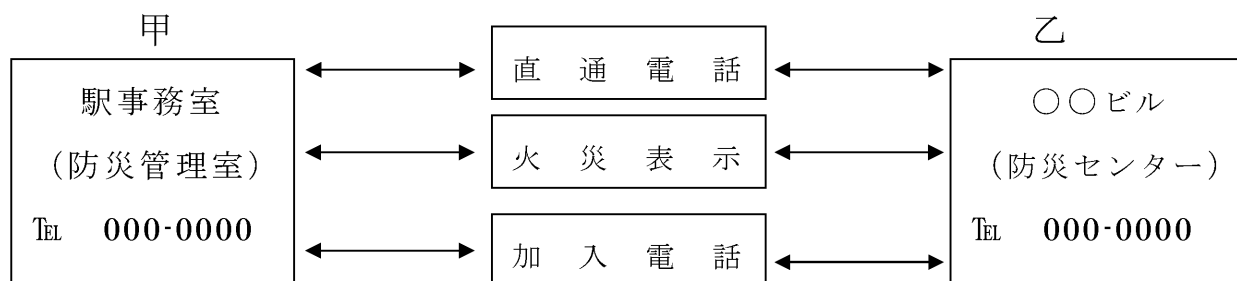 甲
駅事務室
(防災管理室)
℡ 000-0000
直通電話
火災表示
加入電話
乙
○○ビル
(防災センター)
℡ 000-0000